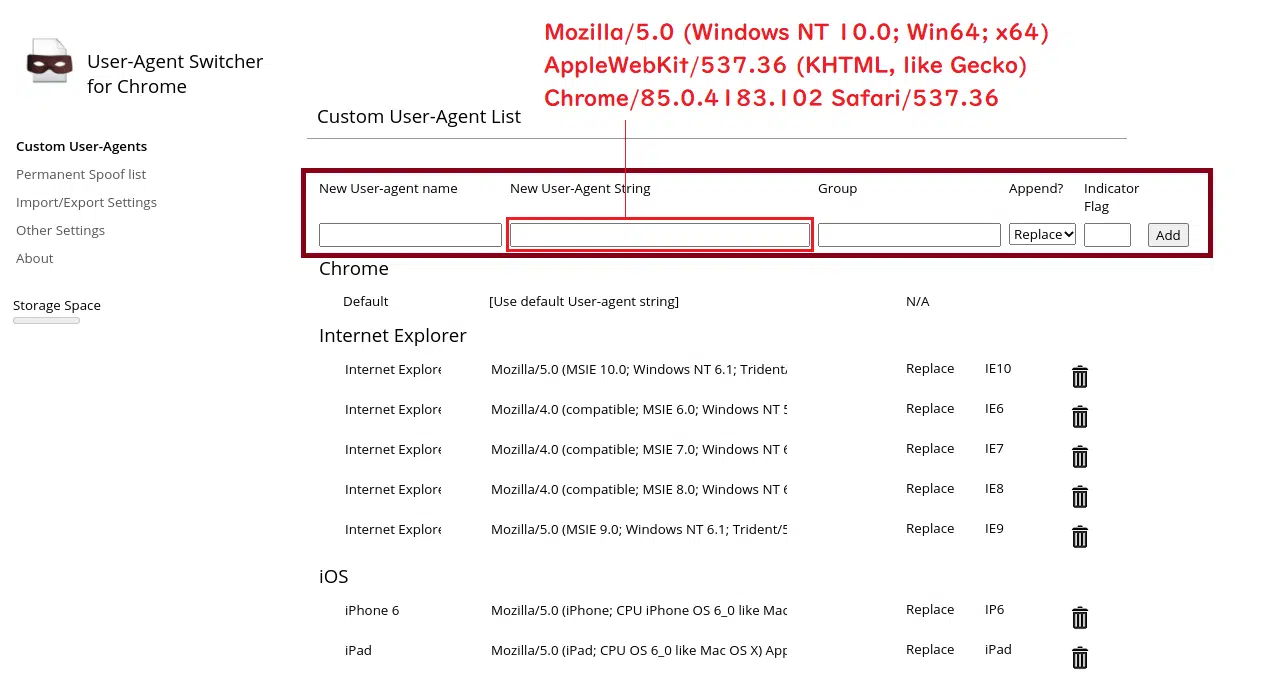 Mozilla/5.0 (Windows NT 10.0; Win64; x64)
AppleWebKit/537.36 (KHTML, like Gecko)
Chrome/85.0.4183.102 Safari/537.36
User-Agent Switcher
for Chrome
Custom User-Agents
Permanent Spoof list
Import/Export Settings
Other Settings
About
Storage Space
Custom User-Agent List
New User-agent name New User-Agent String Group Append? Indicator
Flag
Replace Add
Chrome
Default [Use default User-agent string] N/A
Internet Explorer
Internet Explore Mozilla/5.0 (MSIE 10.0; Windows NT 6.1; Trident/ Replace IE10
Internet Explore Mozilla/4.0 (compatible; MSIE 6.0; Windows NT 5 Replace IE6
Internet Explore Mozilla/4.0 (compatible; MSIE 7.0; Windows NT 6 Replace IE7
Internet Explore Mozilla/4.0 (compatible; MSIE 8.0; Windows NT 6 Replace IE8
Internet Explore Mozilla/5.0 (MSIE 9.0; Windows NT 6.1; Trident/5 Replace IE9
iOS
iPhone 6 Mozilla/5.0 (iPhone; CPU iPhone OS 6_0 like Mac Replace IP6
iPad Mozilla/5.0 (iPad; CPU OS 6_0 like Mac OS X) App Replace iPad